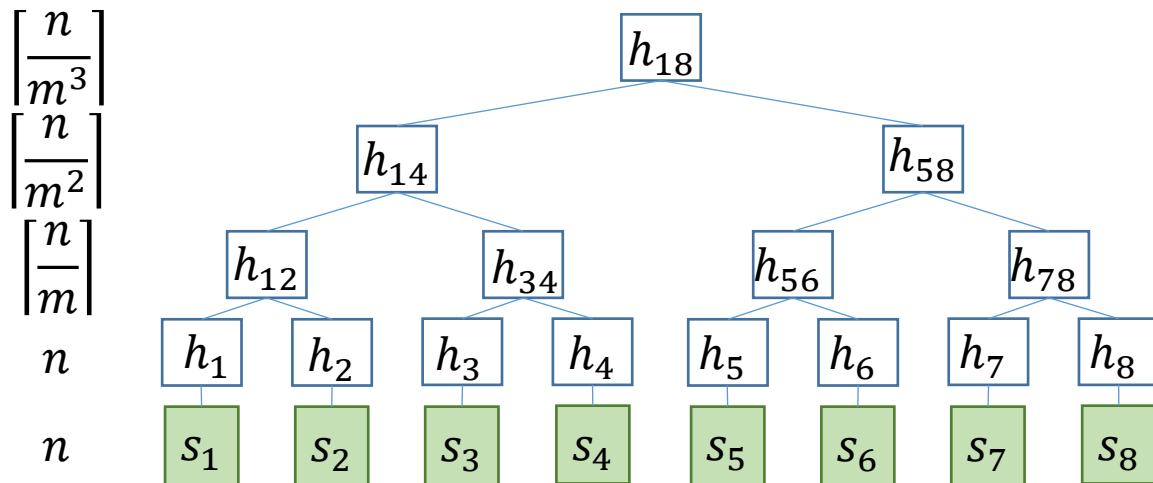 ⌈n/m³⌉ h₁₈
⌈n/m²⌉ h₁₄ h₅₈
⌈n/m⌉ h₁₂ h₃₄ h₅₆ h₇₈
n h₁ h₂ h₃ h₄ h₅ h₆ h₇ h₈
n s₁ s₂ s₃ s₄ s₅ s₆ s₇ s₈